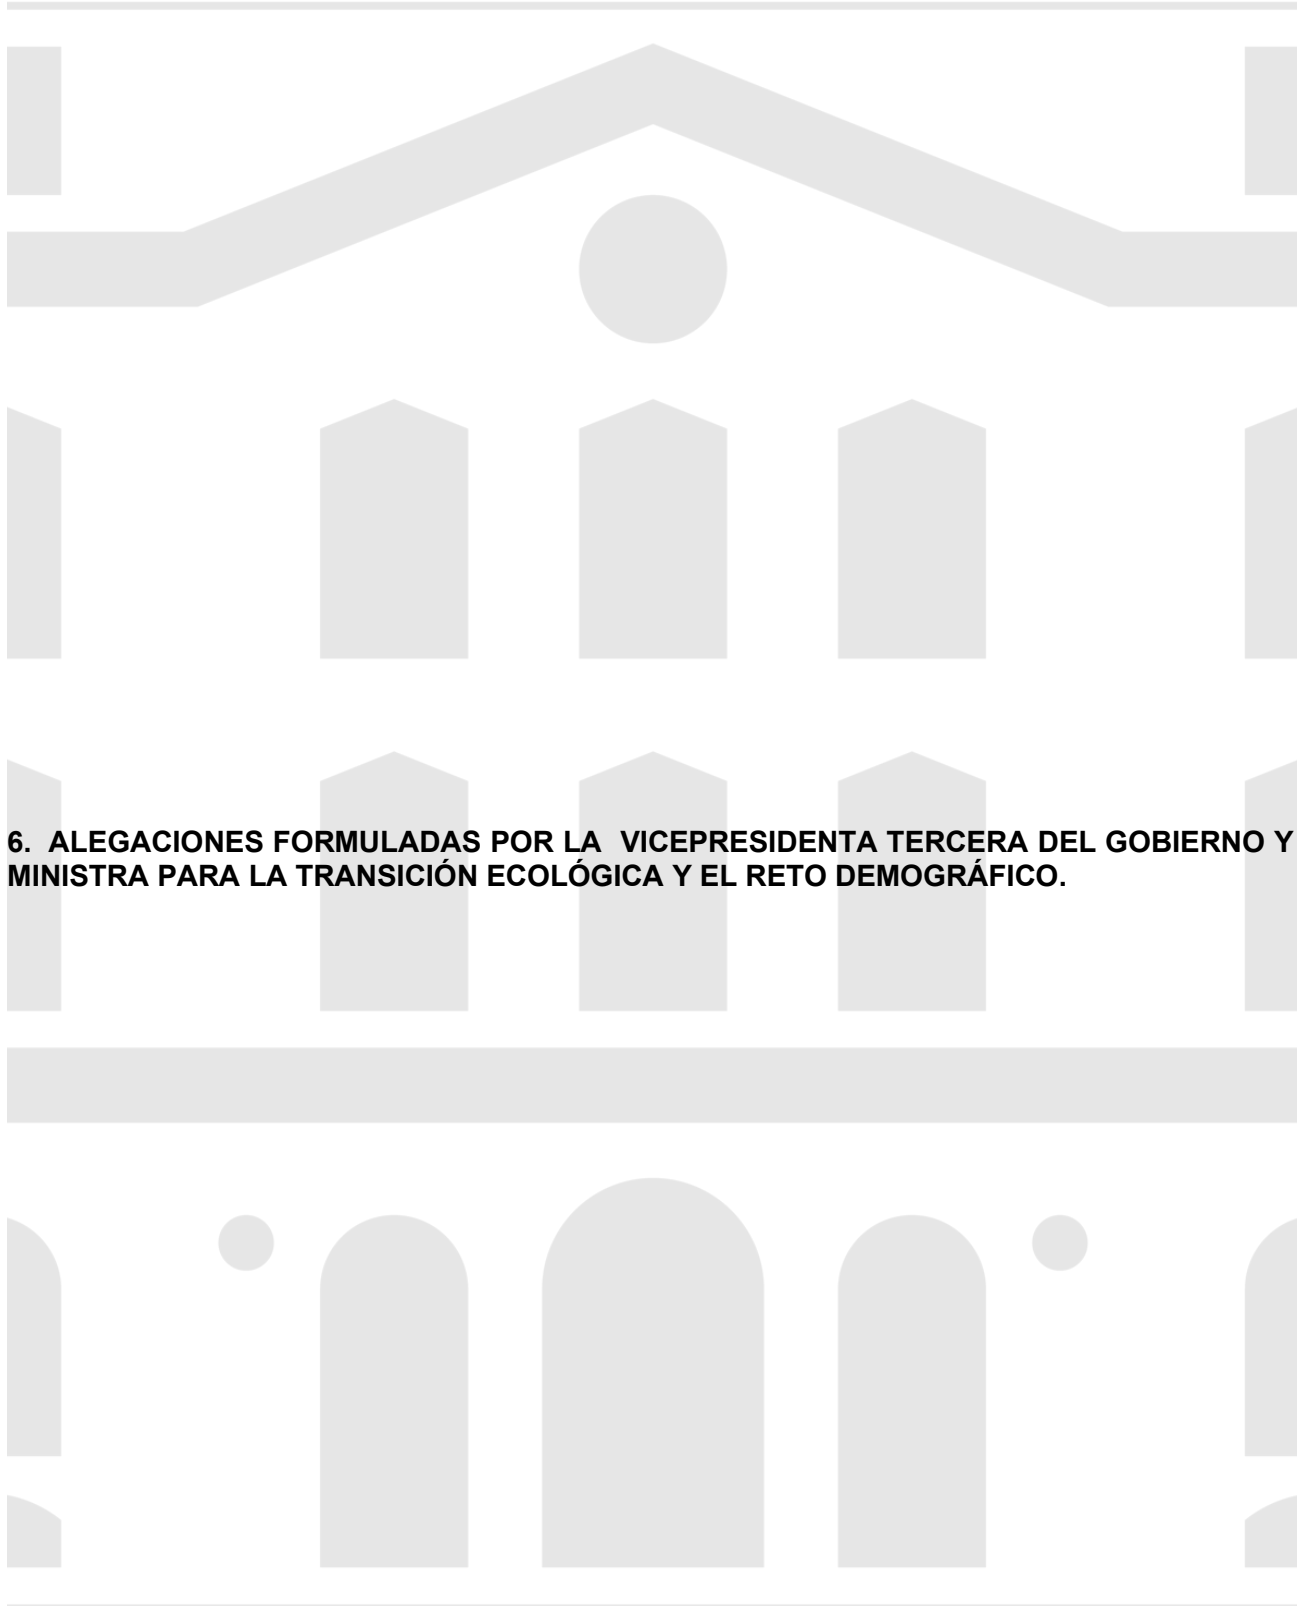 6. ALEGACIONES FORMULADAS POR LA VICEPRESIDENTA TERCERA DEL GOBIERNO Y
MINISTRA PARA LA TRANSICIÓN ECOLÓGICA Y EL RETO DEMOGRÁFICO.